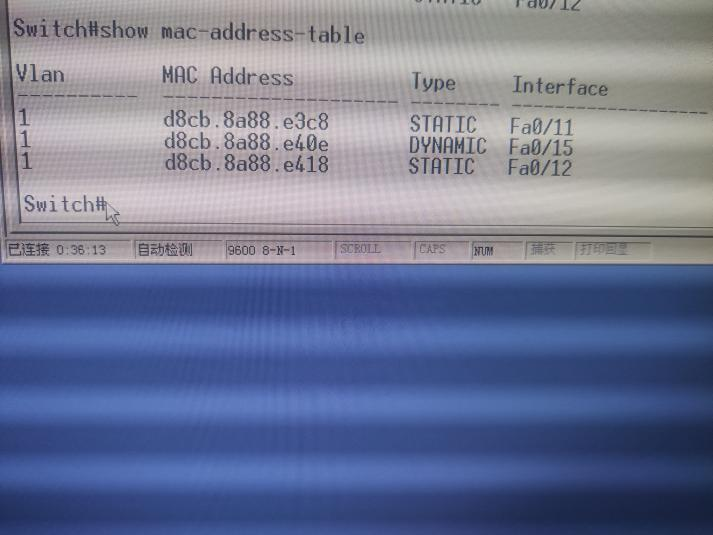 Fa0/12
Switch#show mac-address-table
Vlan MAC Address Type Interface
1 d8cb.8a88.e3c8 STATIC Fa0/11
1 d8cb.8a88.e40e DYNAMIC Fa0/15
1 d8cb.8a88.e418 STATIC Fa0/12
Switch#
已连接 0:36:13 自动检测 9600 8-N-1 SCROLL CAPS NUM 捕获 打印回显